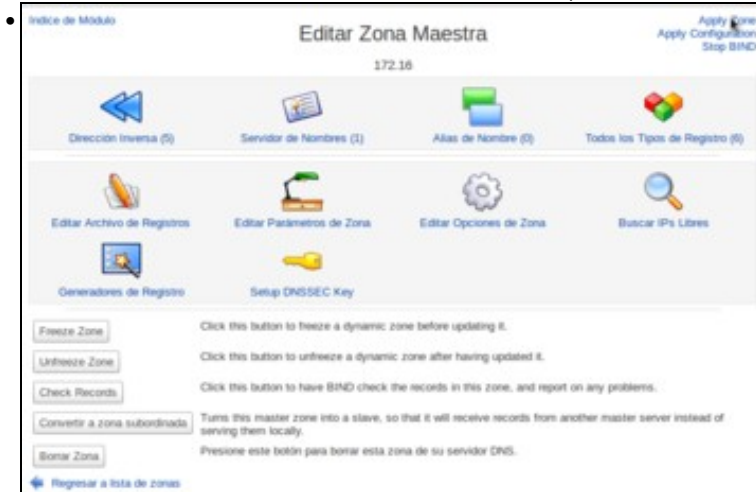 Indice de Módulo
Editar Zona Maestra
Apply Zone
Apply Configuration
Stop BIND
172.16
Dirección Inversa (5)
Servidor de Nombres (1)
Alias de Nombre (0)
Todos los Tipos de Registro (6)
Editar Archivo de Registros
Editar Parámetros de Zona
Editar Opciones de Zona
Buscar IPs Libres
Generadores de Registro
Setup DNSSEC Key
Freeze Zone
Click this button to freeze a dynamic zone before updating it.
Unfreeze Zone
Click this button to unfreeze a dynamic zone after having updated it.
Check Records
Click this button to have BIND check the records in this zone, and report on any problems.
Convertir a zona subordinada
Turns this master zone into a slave, so that it will receive records from another master server instead of
serving them locally.
Borrar Zona
Presione este botón para borrar esta zona de su servidor DNS.
Regresar a lista de zonas